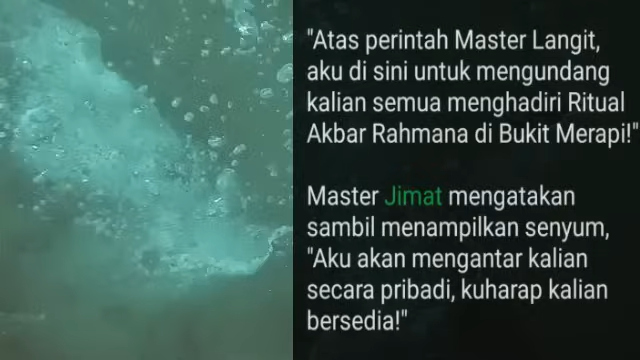 "Atas perintah Master Langit,
aku di sini untuk mengundang
kalian semua menghadiri Ritual
Akbar Rahmana di Bukit Merapi!"
Master Jimat mengatakan
sambil menampilkan senyum,
"Aku akan mengantar kalian
secara pribadi, kuharap kalian
bersedia!"